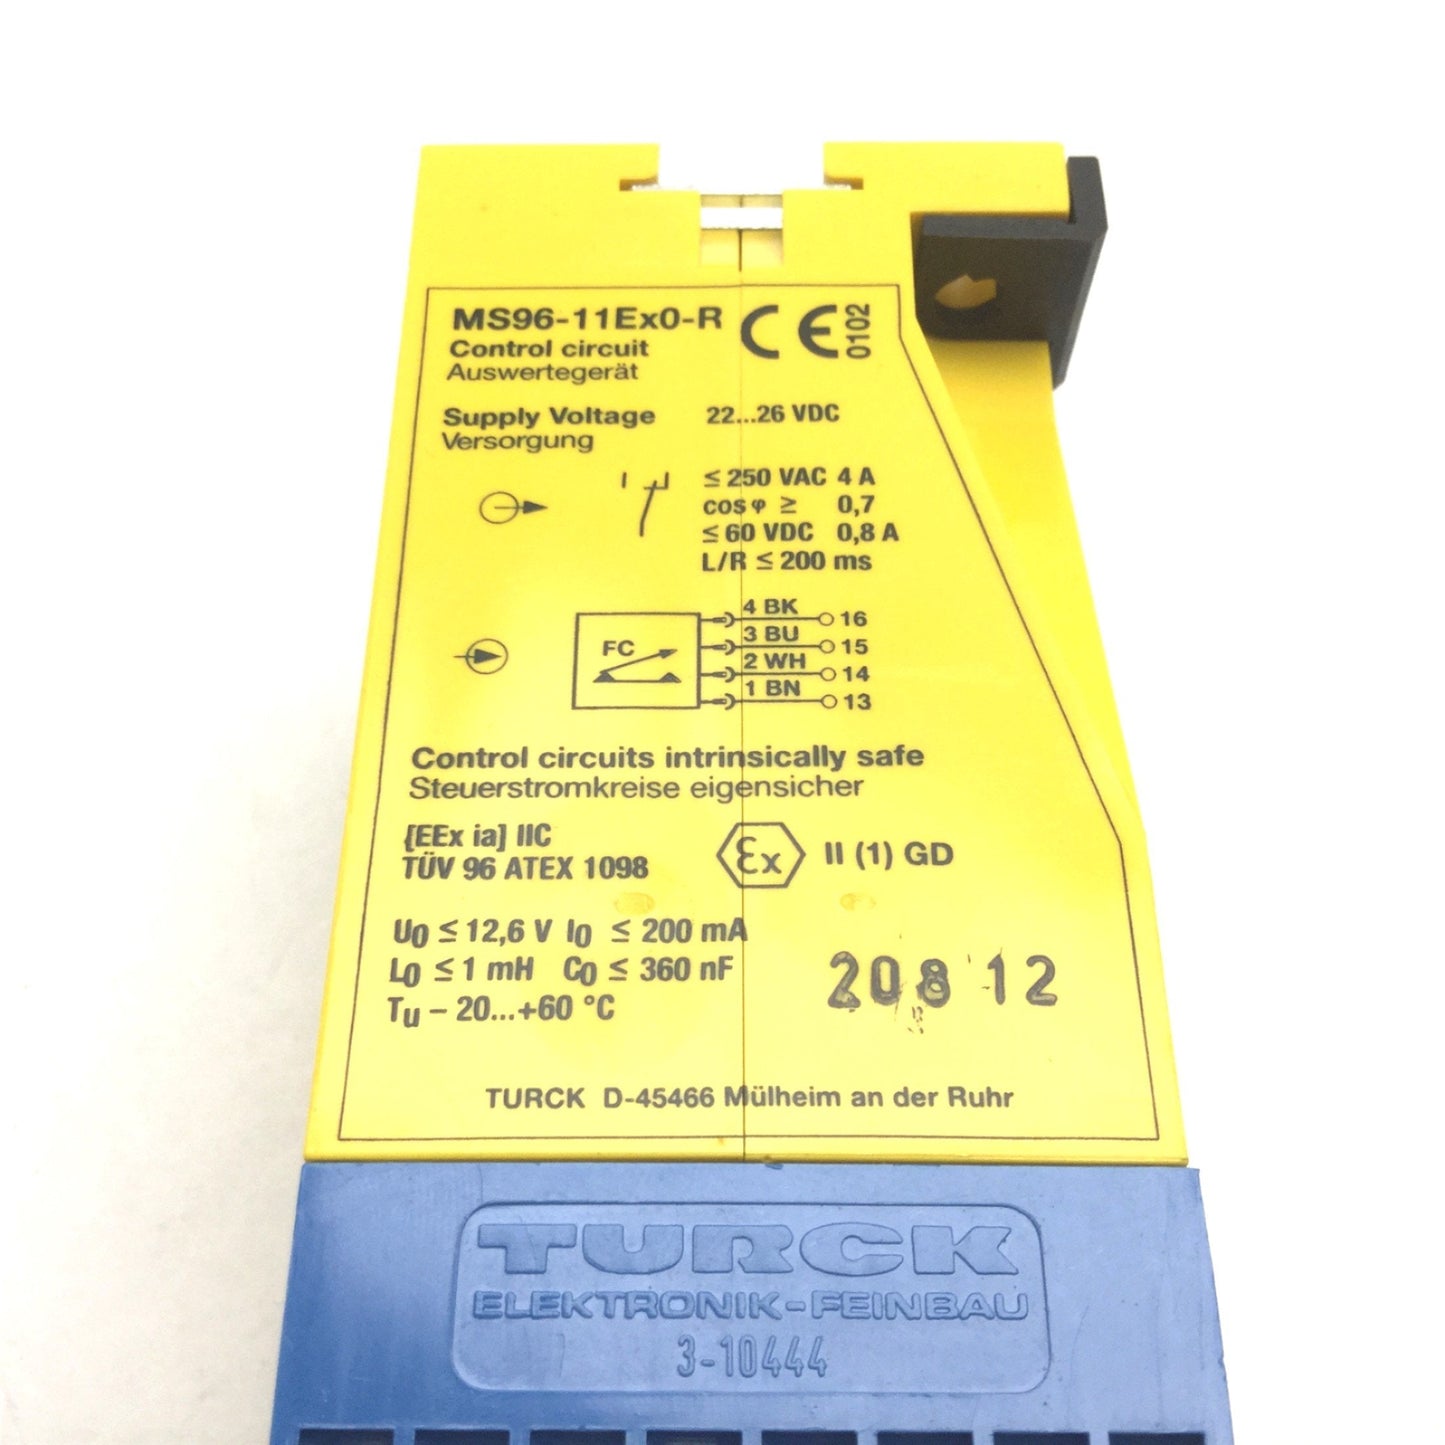 MS96-11Ex0-R CE 0102
Control circuit
Auswertegerät
Supply Voltage 22...26 VDC
Versorgung
≤ 250 VAC 4 A
cos φ ≥ 0,7
≤ 60 VDC 0,8 A
L/R ≤ 200 ms
4 BK 16
FC 3 BU 15
2 WH 14
1 BN 13
Control circuits intrinsically safe
Steuerstromkreise eigensicher
[EEx ia] IIC
TÜV 96 ATEX 1098
Ex II (1) GD
U0 ≤ 12,6 V I0 ≤ 200 mA
L0 ≤ 1 mH C0 ≤ 360 nF
Tu – 20...+60 °C
208 12
TURCK D-45466 Mülheim an der Ruhr
TURCK
ELEKTRONIK-FEINBAU
3-10444